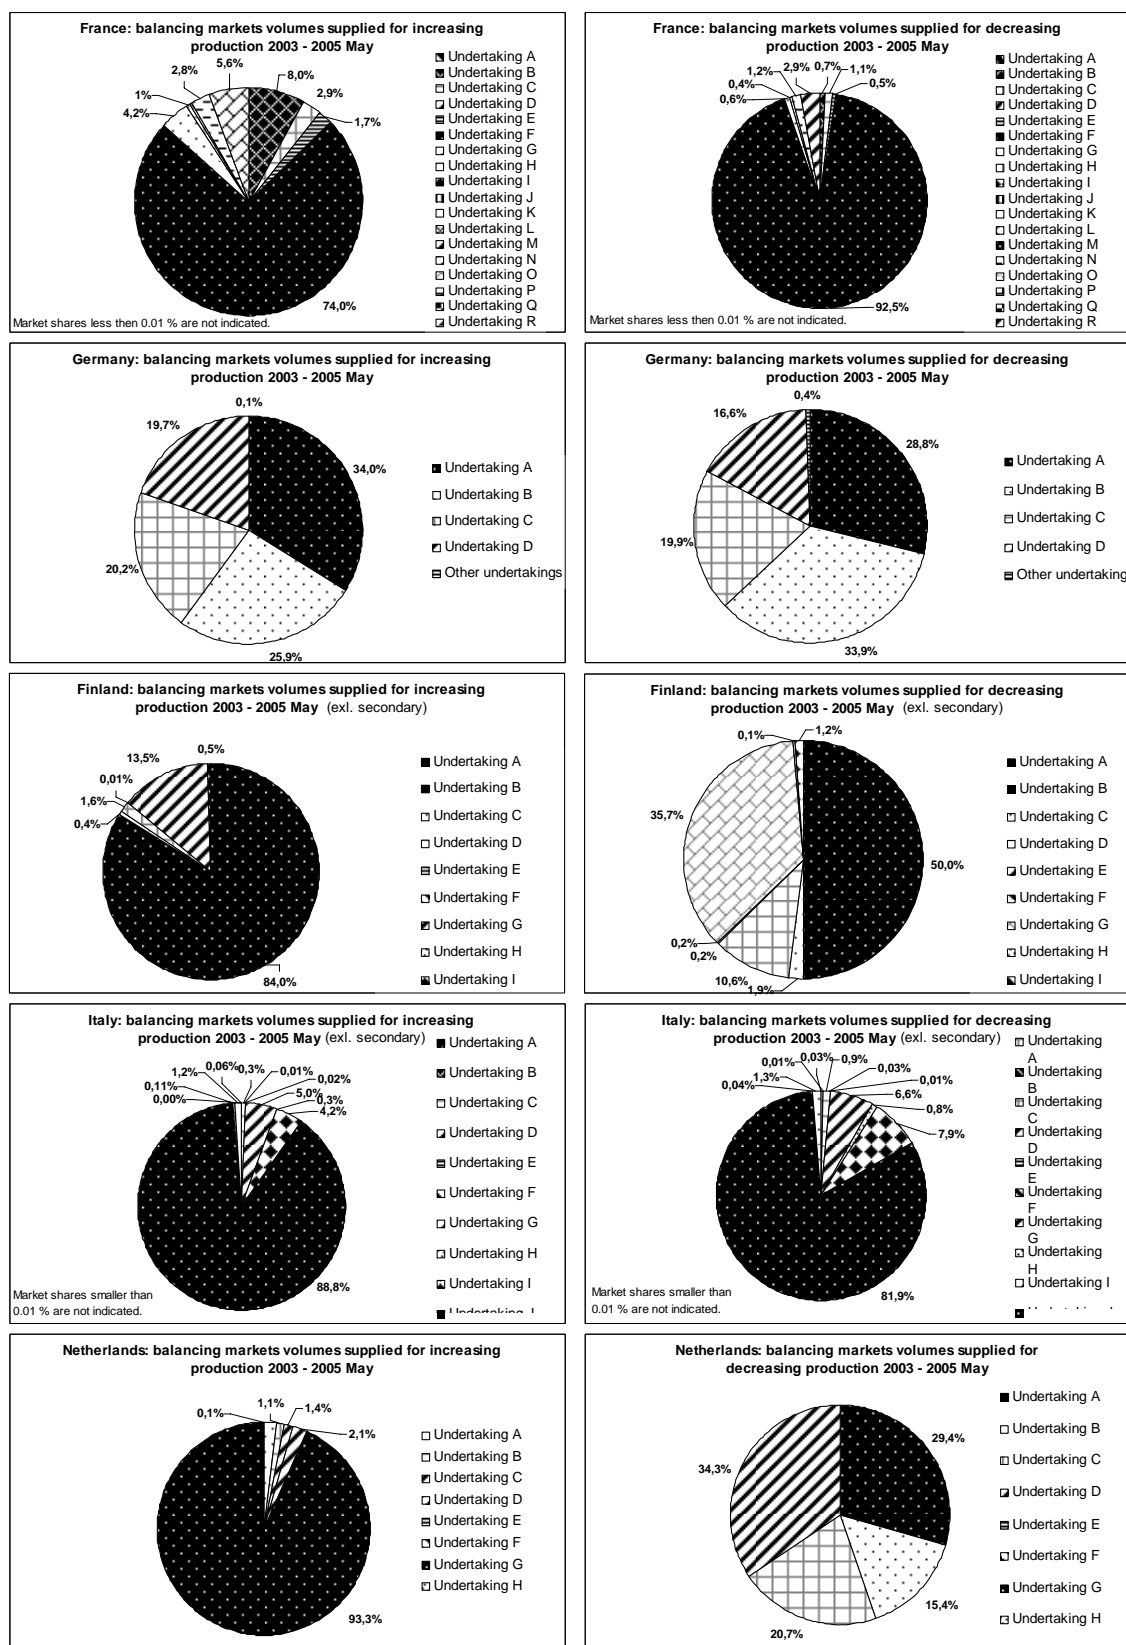 France: balancing markets volumes supplied for increasing
production 2003 - 2005 May
5,6%
2,8%
8,0%
1%
2,9%
4,2%
1,7%
74,0%
Undertaking A
Undertaking B
Undertaking C
Undertaking D
Undertaking E
Undertaking F
Undertaking G
Undertaking H
Undertaking I
Undertaking J
Undertaking K
Undertaking L
Undertaking M
Undertaking N
Undertaking O
Undertaking P
Undertaking Q
Undertaking R
Market shares less then 0.01 % are not indicated.
France: balancing markets volumes supplied for decreasing
production 2003 - 2005 May
2,9%
0,7%
1,2%
1,1%
0,4%
0,5%
0,6%
92,5%
Undertaking A
Undertaking B
Undertaking C
Undertaking D
Undertaking E
Undertaking F
Undertaking G
Undertaking H
Undertaking I
Undertaking J
Undertaking K
Undertaking L
Undertaking M
Undertaking N
Undertaking O
Undertaking P
Undertaking Q
Undertaking R
Market shares less then 0.01 % are not indicated.
Germany: balancing markets volumes supplied for increasing
production 2003 - 2005 May
0,1%
19,7%
34,0%
20,2%
25,9%
Undertaking A
Undertaking B
Undertaking C
Undertaking D
Other undertakings
Germany: balancing markets volumes supplied for decreasing
production 2003 - 2005 May
0,4%
16,6%
28,8%
19,9%
33,9%
Undertaking A
Undertaking B
Undertaking C
Undertaking D
Other undertaking
Finland: balancing markets volumes supplied for increasing
production 2003 - 2005 May (exl. secondary)
0,5%
13,5%
0,01%
1,6%
0,4%
84,0%
Undertaking A
Undertaking B
Undertaking C
Undertaking D
Undertaking E
Undertaking F
Undertaking G
Undertaking H
Undertaking I
Finland: balancing markets volumes supplied for decreasing
production 2003 - 2005 May (exl. secondary)
0,1%
1,2%
35,7%
50,0%
0,2%
0,2%
10,6%
1,9%
Undertaking A
Undertaking B
Undertaking C
Undertaking D
Undertaking E
Undertaking F
Undertaking G
Undertaking H
Undertaking I
Italy: balancing markets volumes supplied for increasing
production 2003 - 2005 May (exl. secondary)
0,06%
0,3%
1,2%
0,01%
0,02%
0,11%
5,0%
0,00%
0,3%
4,2%
88,8%
Undertaking A
Undertaking B
Undertaking C
Undertaking D
Undertaking E
Undertaking F
Undertaking G
Undertaking H
Undertaking I
Market shares smaller than
0.01 % are not indicated.
Italy: balancing markets volumes supplied for decreasing
production 2003 - 2005 May (exl. secondary)
0,01%
0,03%
0,9%
0,03%
1,3%
0,01%
0,04%
6,6%
0,8%
7,9%
81,9%
Undertaking
A
Undertaking
B
Undertaking
C
Undertaking
D
Undertaking
E
Undertaking
F
Undertaking
G
Undertaking
H
Undertaking I
Market shares smaller than
0.01 % are not indicated.
Netherlands: balancing markets volumes supplied for increasing
production 2003 - 2005 May
1,1%
1,4%
0,1%
2,1%
93,3%
Undertaking A
Undertaking B
Undertaking C
Undertaking D
Undertaking E
Undertaking F
Undertaking G
Undertaking H
Netherlands: balancing markets volumes supplied for
decreasing production 2003 - 2005 May
29,4%
34,3%
15,4%
20,7%
Undertaking A
Undertaking B
Undertaking C
Undertaking D
Undertaking E
Undertaking F
Undertaking G
Undertaking H